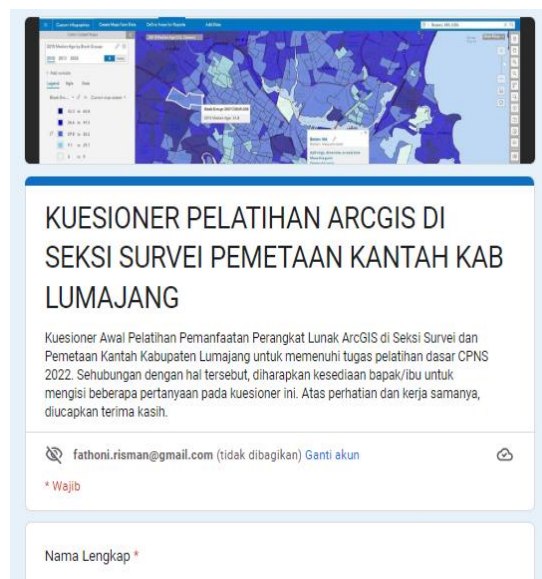 KUESIONER PELATIHAN ARCGIS DI
SEKSI SURVEI PEMETAAN KANTAH KAB
LUMAJANG
Kuesioner Awal Pelatihan Pemanfaatan Perangkat Lunak ArcGIS di Seksi Survei dan
Pemetaan Kantah Kabupaten Lumajang untuk memenuhi tugas pelatihan dasar CPNS
2022. Sehubungan dengan hal tersebut, diharapkan kesediaan bapak/ibu untuk
mengisi beberapa pertanyaan pada kuesioner ini. Atas perhatian dan kerja samanya,
diucapkan terima kasih.
fathoni.risman@gmail.com (tidak dibagikan) Ganti akun
* Wajib
Nama Lengkap *